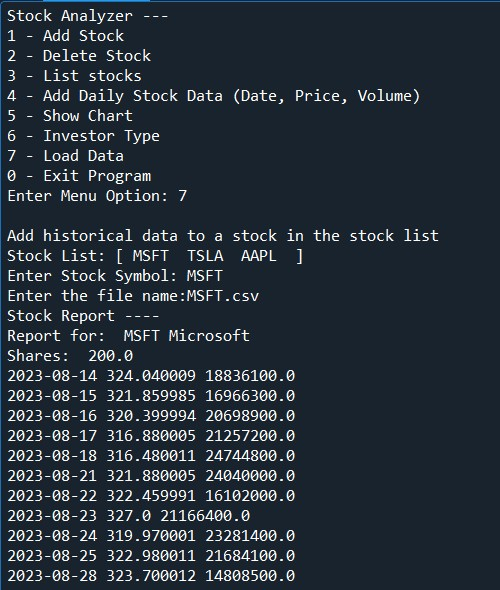 Stock Analyzer ---
1 - Add Stock
2 - Delete Stock
3 - List stocks
4 - Add Daily Stock Data (Date, Price, Volume)
5 - Show Chart
6 - Investor Type
7 - Load Data
0 - Exit Program
Enter Menu Option: 7

Add historical data to a stock in the stock list
Stock List: [ MSFT  TSLA  AAPL  ]
Enter Stock Symbol: MSFT
Enter the file name:MSFT.csv
Stock Report ----
Report for:  MSFT Microsoft
Shares:  200.0
2023-08-14 324.040009 18836100.0
2023-08-15 321.859985 16966300.0
2023-08-16 320.399994 20698900.0
2023-08-17 316.880005 21257200.0
2023-08-18 316.480011 24744800.0
2023-08-21 321.880005 24040000.0
2023-08-22 322.459991 16102000.0
2023-08-23 327.0 21166400.0
2023-08-24 319.970001 23281400.0
2023-08-25 322.980011 21684100.0
2023-08-28 323.700012 14808500.0